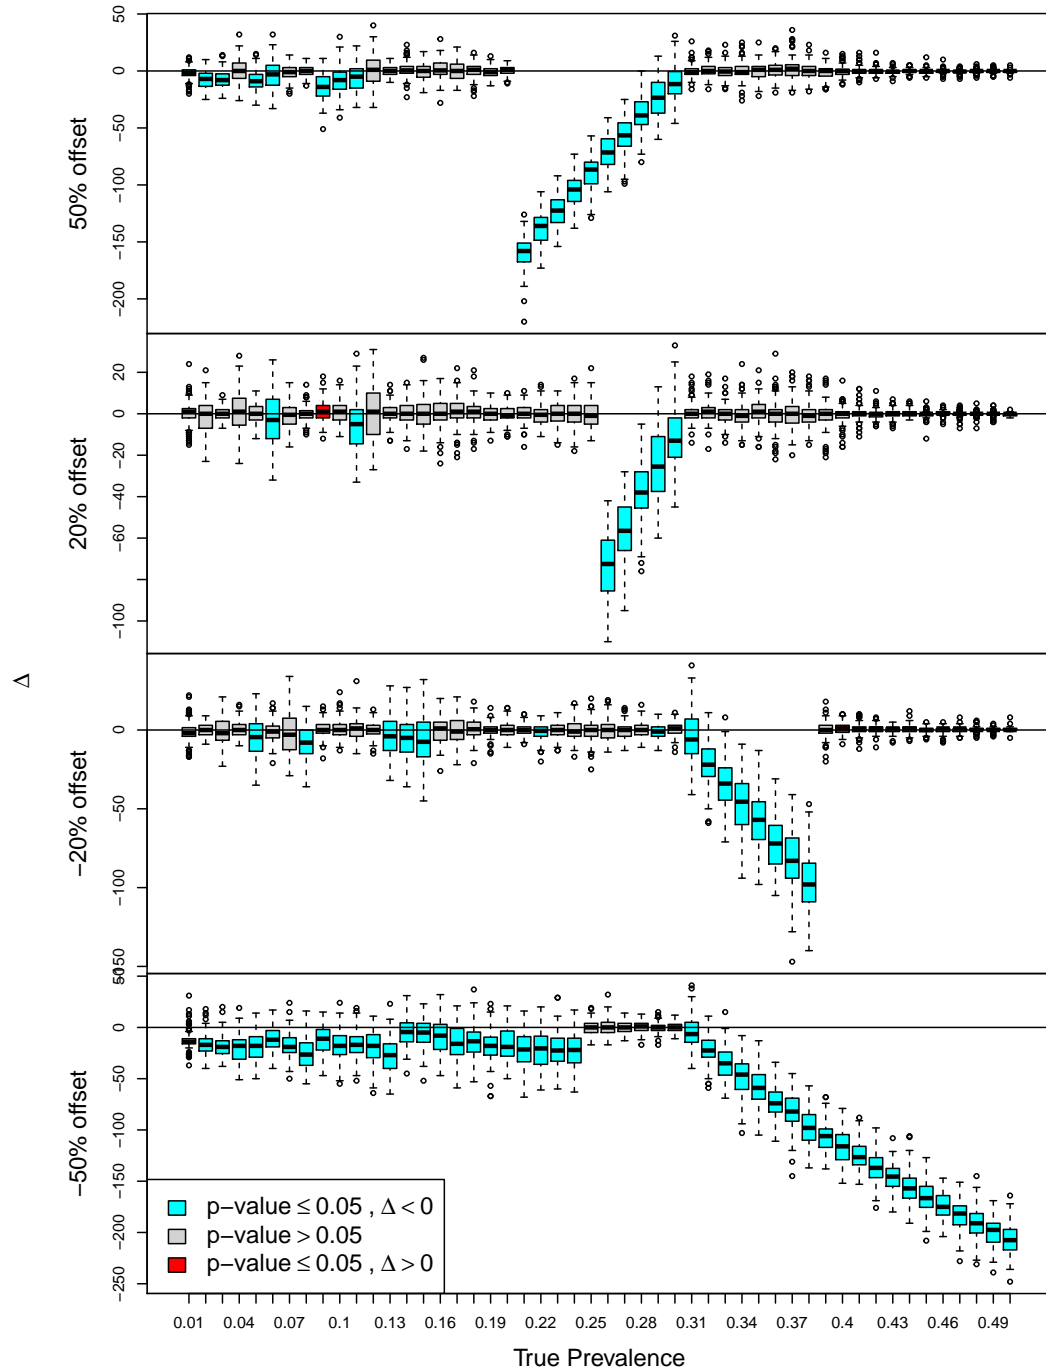 50% offset
50
0
−50
−100
−150
−200
20% offset
20
0
−20
−40
−60
−100
Δ
−20% offset
0
−50
−100
−150
−50% offset
50
0
−50
−100
−150
−200
−250
p−value ≤ 0.05 , Δ < 0
p−value > 0.05
p−value ≤ 0.05 , Δ > 0
0.01 0.04 0.07 0.1 0.13 0.16 0.19 0.22 0.25 0.28 0.31 0.34 0.37 0.4 0.43 0.46 0.49
True Prevalence